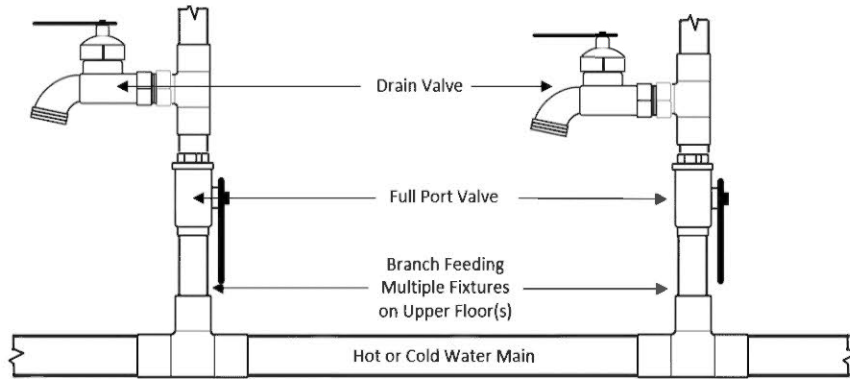 Drain Valve
Full Port Valve
Branch Feeding
Multiple Fixtures
on Upper Floor(s)
Hot or Cold Water Main